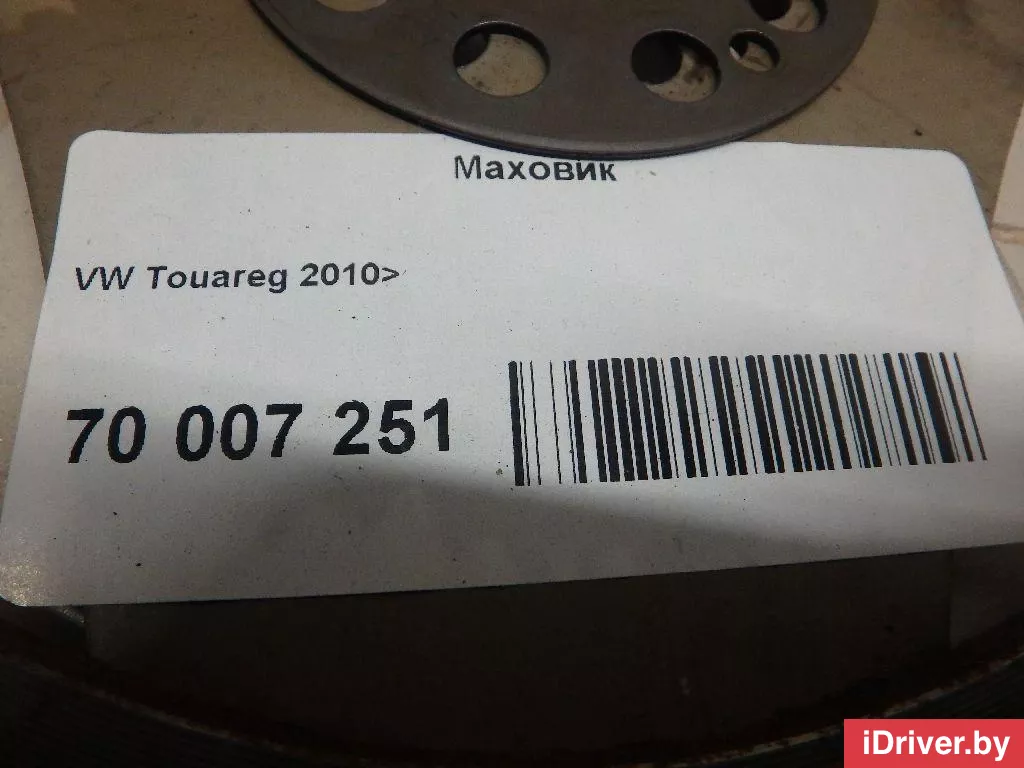 Маховик
VW Touareg 2010>
70 007 251
iDriver.by